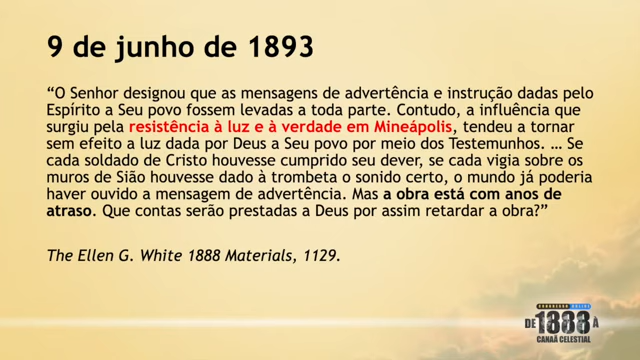 9 de junho de 1893
“O Senhor designou que as mensagens de advertência e instrução dadas pelo
Espírito a Seu povo fossem levadas a toda parte. Contudo, a influência que
surgiu pela resistência à luz e à verdade em Mineápolis, tendeu a tornar
sem efeito a luz dada por Deus a Seu povo por meio dos Testemunhos. … Se
cada soldado de Cristo houvesse cumprido seu dever, se cada vigia sobre os
muros de Sião houvesse dado à trombeta o sonido certo, o mundo já poderia
haver ouvido a mensagem de advertência. Mas a obra está com anos de
atraso. Que contas serão prestadas a Deus por assim retardar a obra?”
The Ellen G. White 1888 Materials, 1129.
CONGRESSO ONLINE
DE 1888 À
CANAÃ CELESTIAL